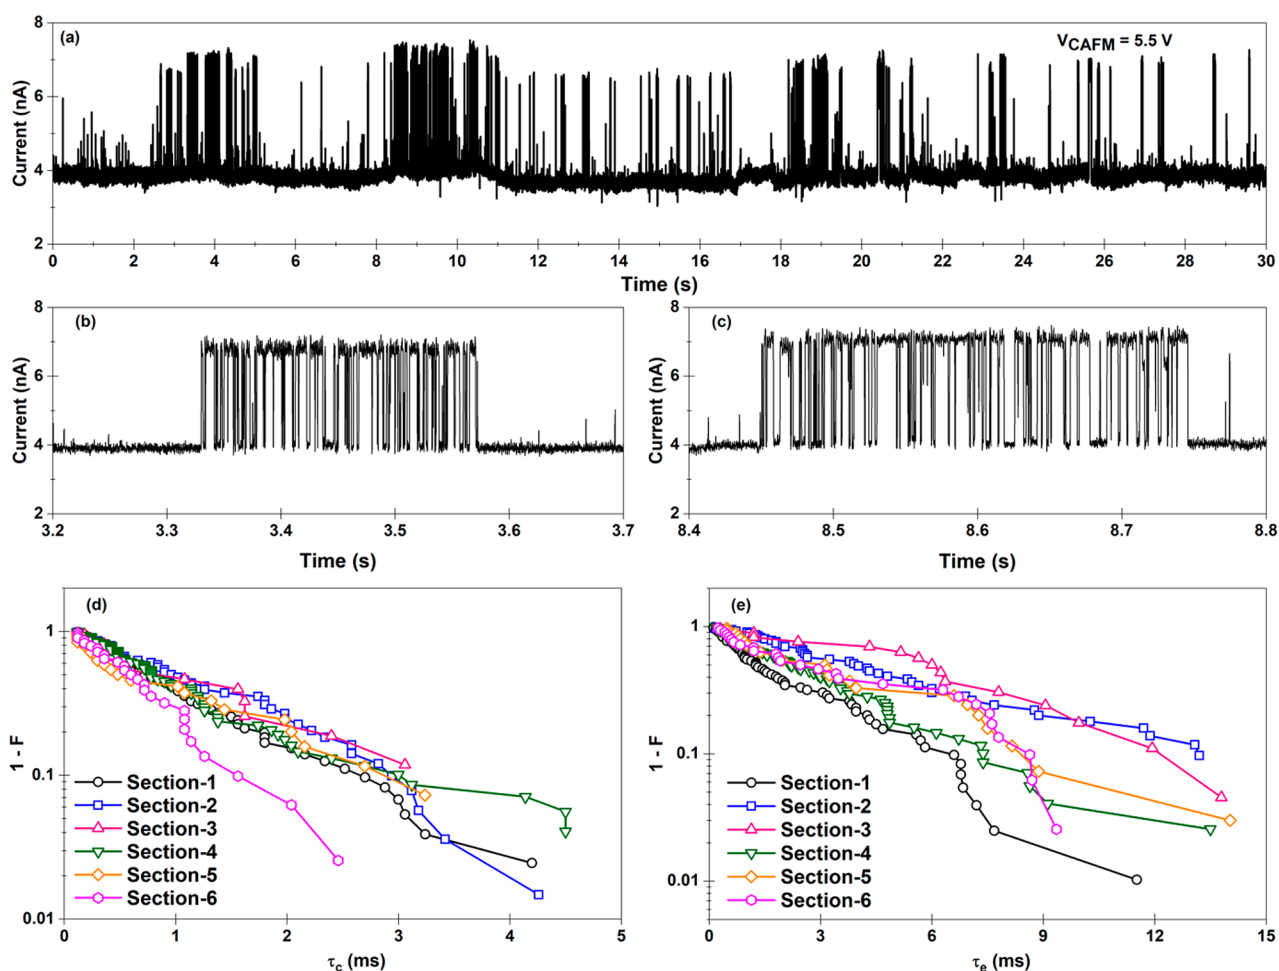 (a)
V_CAFM = 5.5 V
Current (nA)
8
6
4
2
0 2 4 6 8 10 12 14 16 18 20 22 24 26 28 30
Time (s)
(b)
Current (nA)
8
6
4
2
3.2 3.3 3.4 3.5 3.6 3.7
Time (s)
(c)
Current (nA)
8
6
4
2
8.4 8.5 8.6 8.7 8.8
Time (s)
(d)
1 - F
1
0.1
0.01
Section-1
Section-2
Section-3
Section-4
Section-5
Section-6
0 1 2 3 4 5
τc (ms)
(e)
1 - F
1
0.1
0.01
Section-1
Section-2
Section-3
Section-4
Section-5
Section-6
0 3 6 9 12 15
τe (ms)